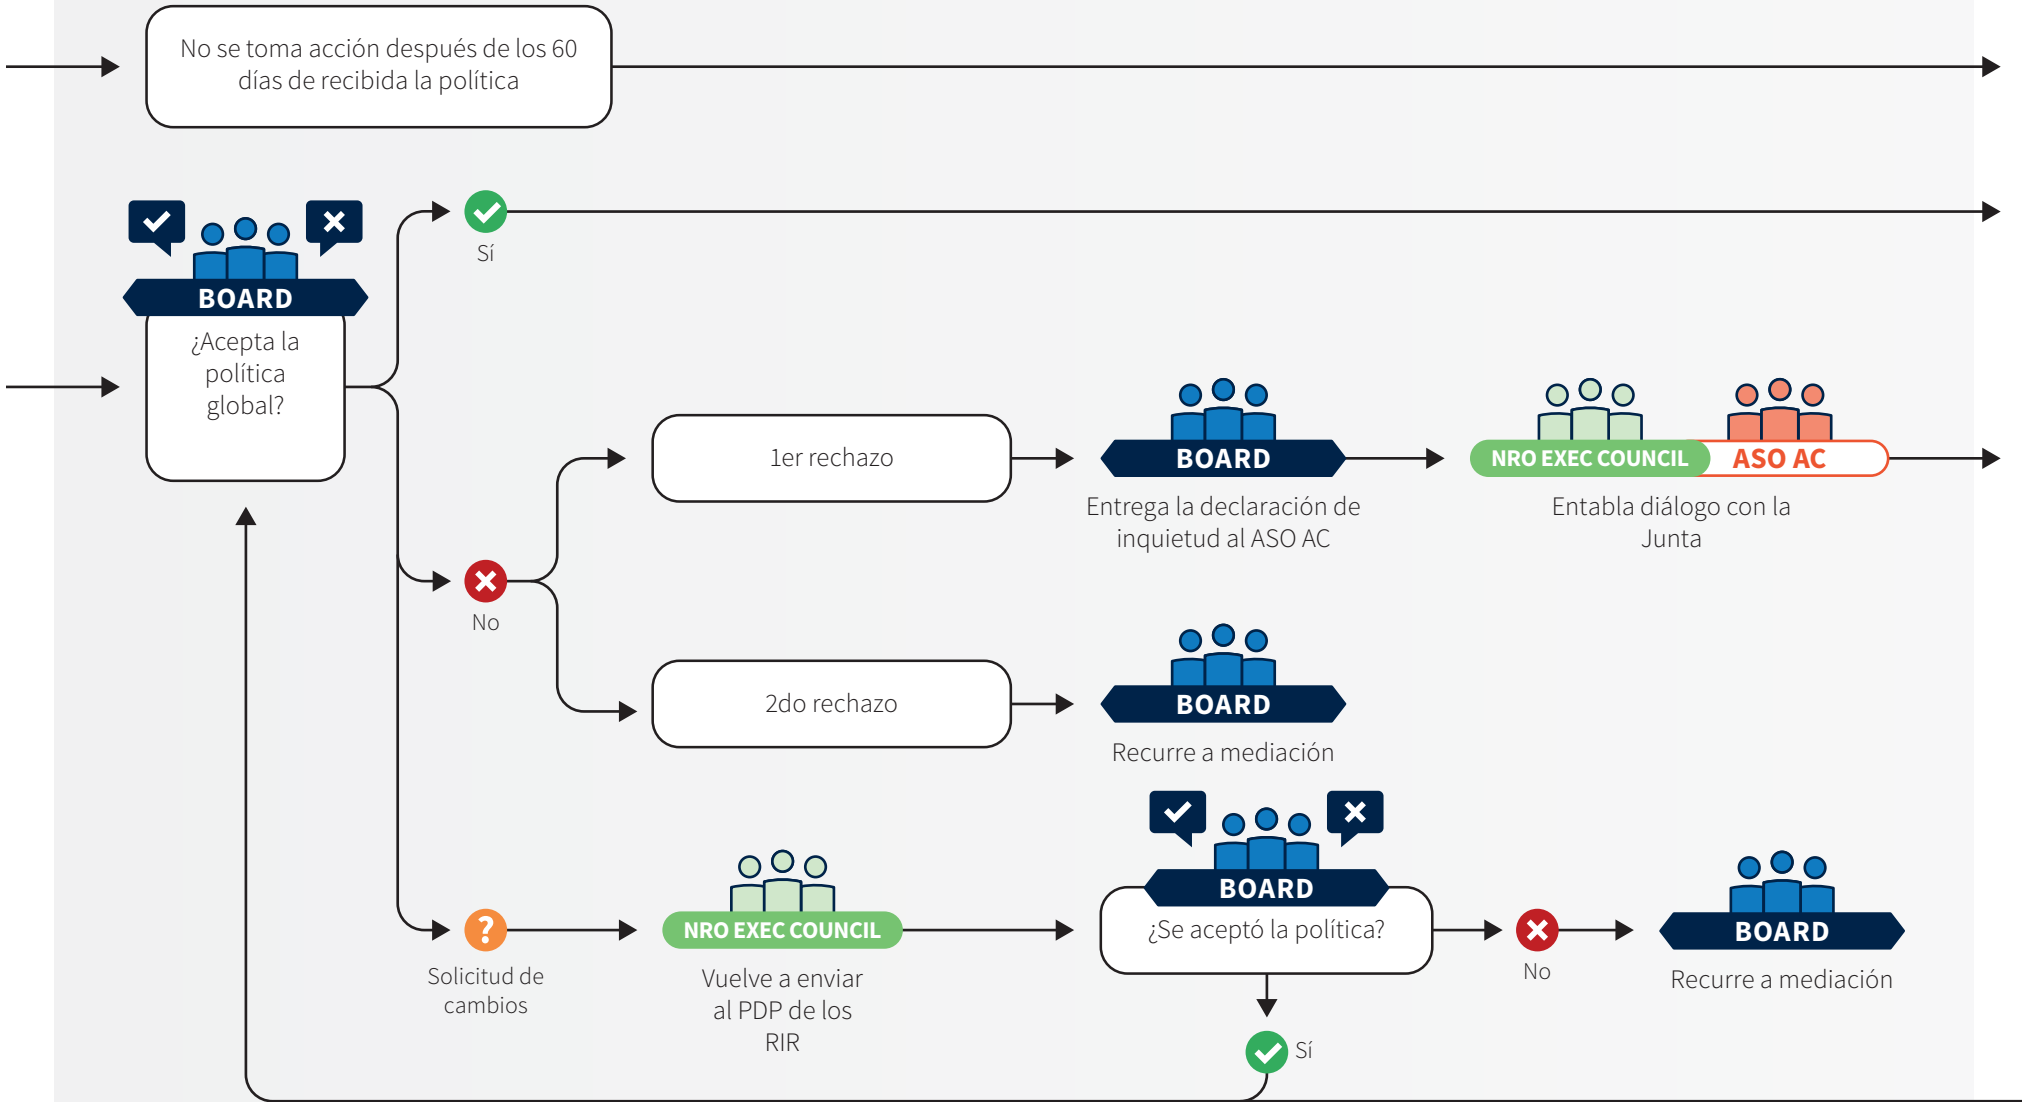 No se toma acción después de los 60
días de recibida la política
Sí
BOARD
¿Acepta la
política
global?
1er rechazo
BOARD
Entrega la declaración de
inquietud al ASO AC
NRO EXEC COUNCIL
ASO AC
Entabla diálogo con la
Junta
No
2do rechazo
BOARD
Recurre a mediación
?
Solicitud de
cambios
NRO EXEC COUNCIL
Vuelve a enviar
al PDP de los
RIR
BOARD
¿Se aceptó la política?
No
BOARD
Recurre a mediación
Sí